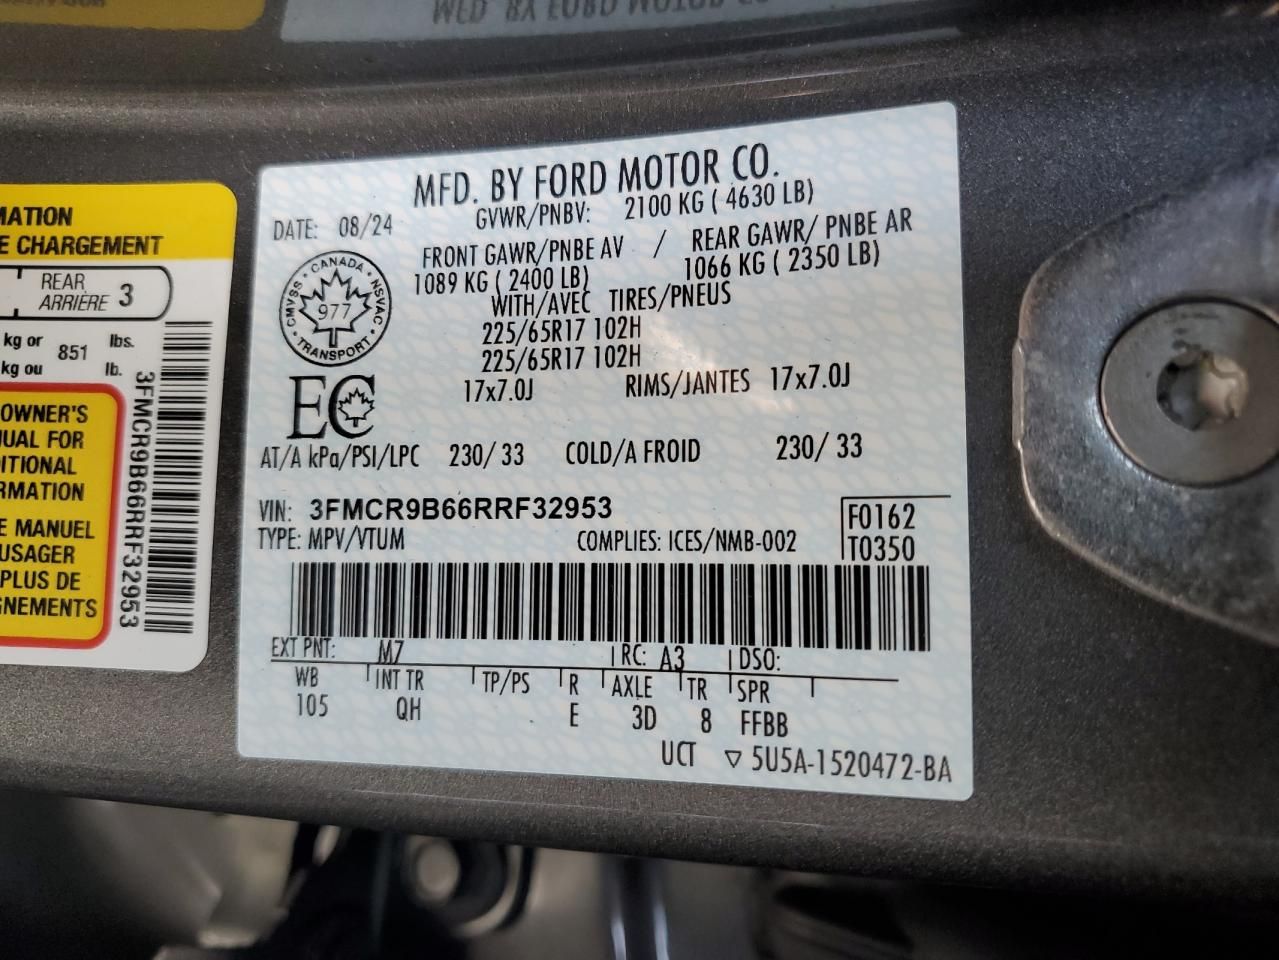 MATION
E CHARGEMENT
REAR
ARRIÈRE 3
kg or 851 lbs.
kg ou lb.
OWNER'S
UAL FOR
ITIONAL
RMATION
E MANUEL
USAGER
PLUS DE
GNEMENTS
3FMCR9B66RRF32953
MFD. BY FORD MOTOR CO.
DATE: 08/24 GVWR/PNBV: 2100 KG ( 4630 LB)
FRONT GAWR/PNBE AV / REAR GAWR/ PNBE AR
1089 KG ( 2400 LB) 1066 KG ( 2350 LB)
WITH/AVEC TIRES/PNEUS
225/65R17 102H
225/65R17 102H
17x7.0J RIMS/JANTES 17x7.0J
CANADA
CMVSS NSVAC
977
TRANSPORT
EC
AT/A kPa/PSI/LPC 230/ 33 COLD/A FROID 230/ 33
VIN: 3FMCR9B66RRF32953 F0162
TYPE: MPV/VTUM COMPLIES: ICES/NMB-002 T0350
EXT PNT: M7 RC: A3 DSO:
WB INT TR TP/PS R AXLE TR SPR
105 QH E 3D 8 FFBB
UCT ▽ 5U5A-1520472-BA